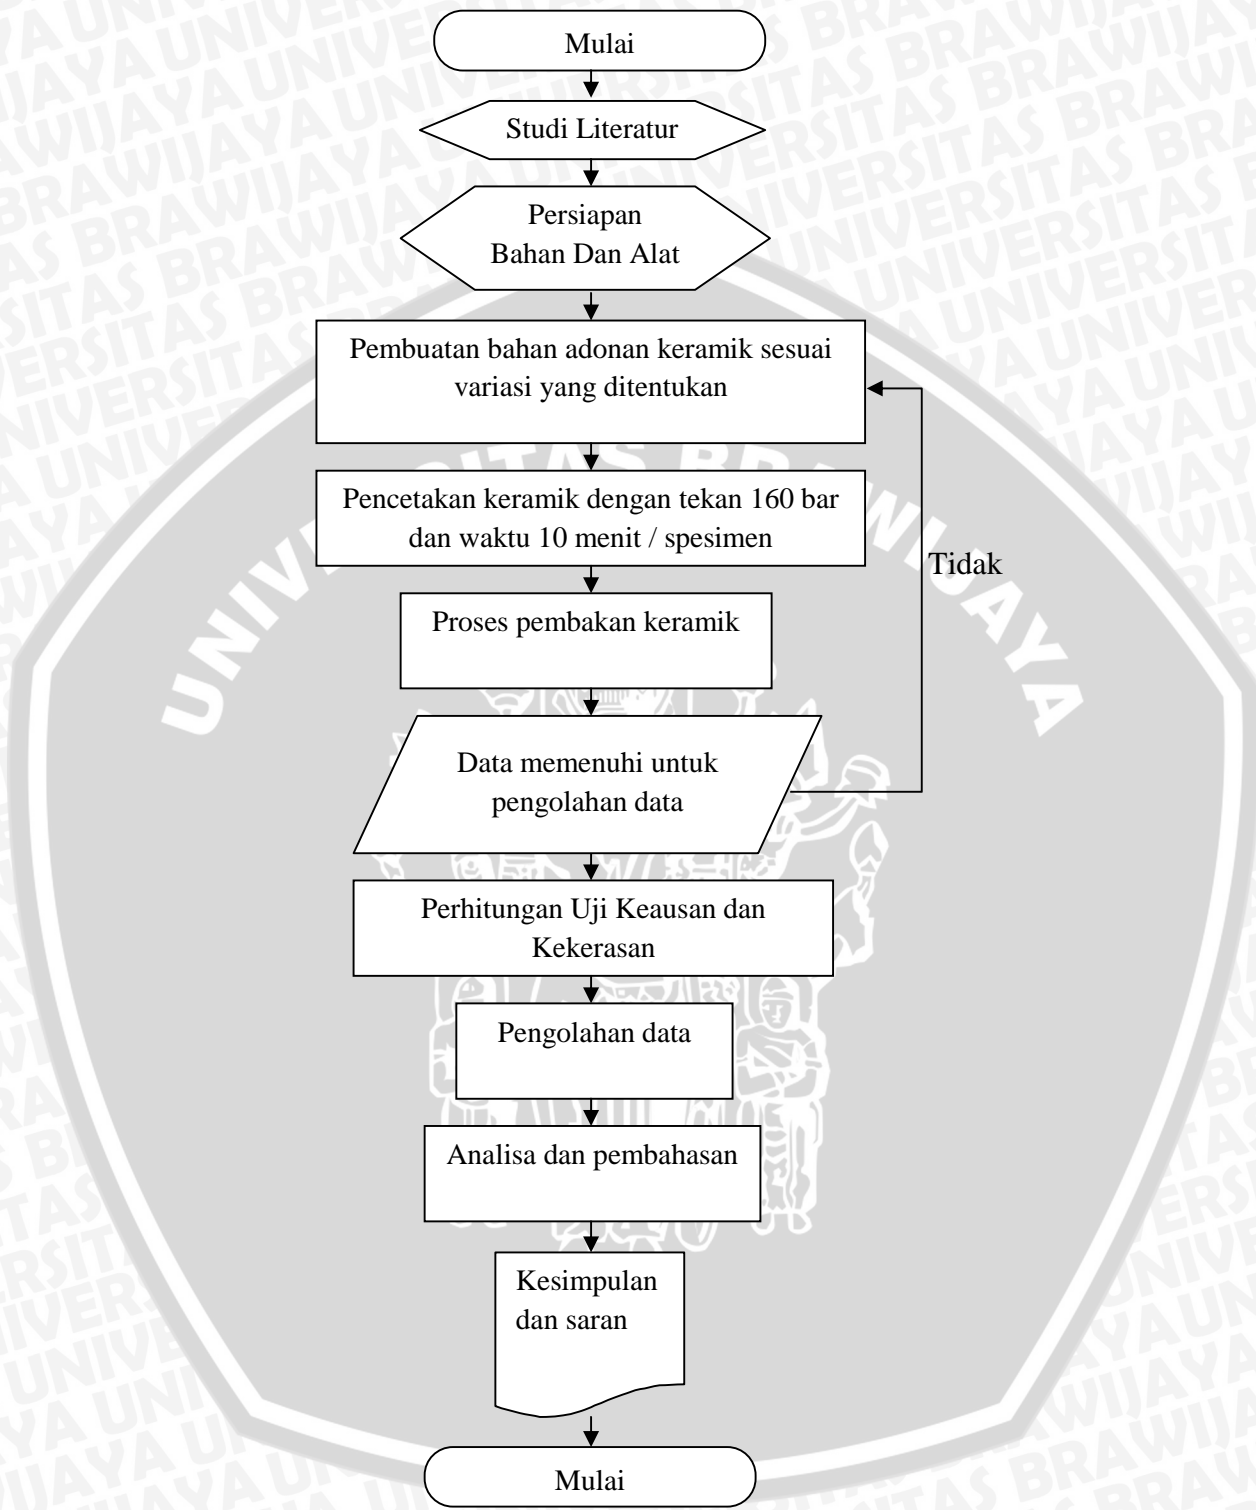 Mulai
Studi Literatur
Persiapan
Bahan Dan Alat
Pembuatan bahan adonan keramik sesuai
variasi yang ditentukan
Pencetakan keramik dengan tekan 160 bar
dan waktu 10 menit / spesimen
Tidak
Proses pembakan keramik
Data memenuhi untuk
pengolahan data
Perhitungan Uji Keausan dan
Kekerasan
Pengolahan data
Analisa dan pembahasan
Kesimpulan
dan saran
Mulai